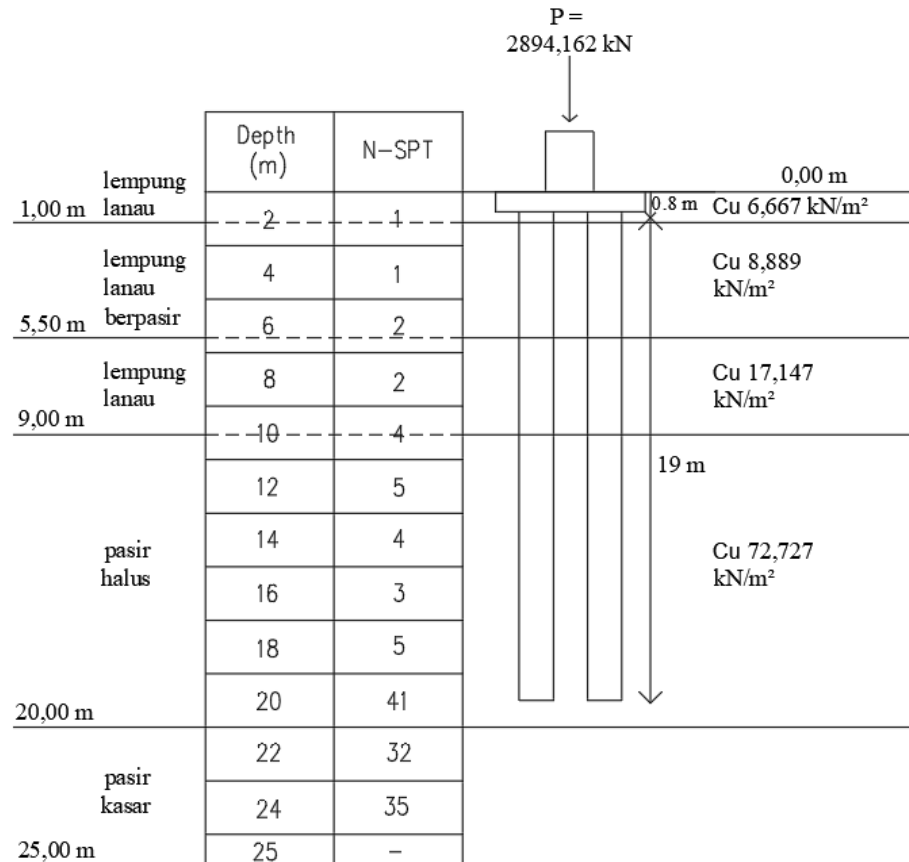 P =
2894,162 kN
Depth
(m)
N-SPT
lempung
lanau
1,00 m
2
1
0,00 m
0.8 m
Cu 6,667 kN/m²
lempung
lanau
berpasir
5,50 m
4
1
6
2
Cu 8,889
kN/m²
lempung
lanau
9,00 m
8
2
10
4
Cu 17,147
kN/m²
12
5
14
4
16
3
18
5
20
41
pasir
halus
20,00 m
19 m
Cu 72,727
kN/m²
22
32
24
35
25
-
pasir
kasar
25,00 m